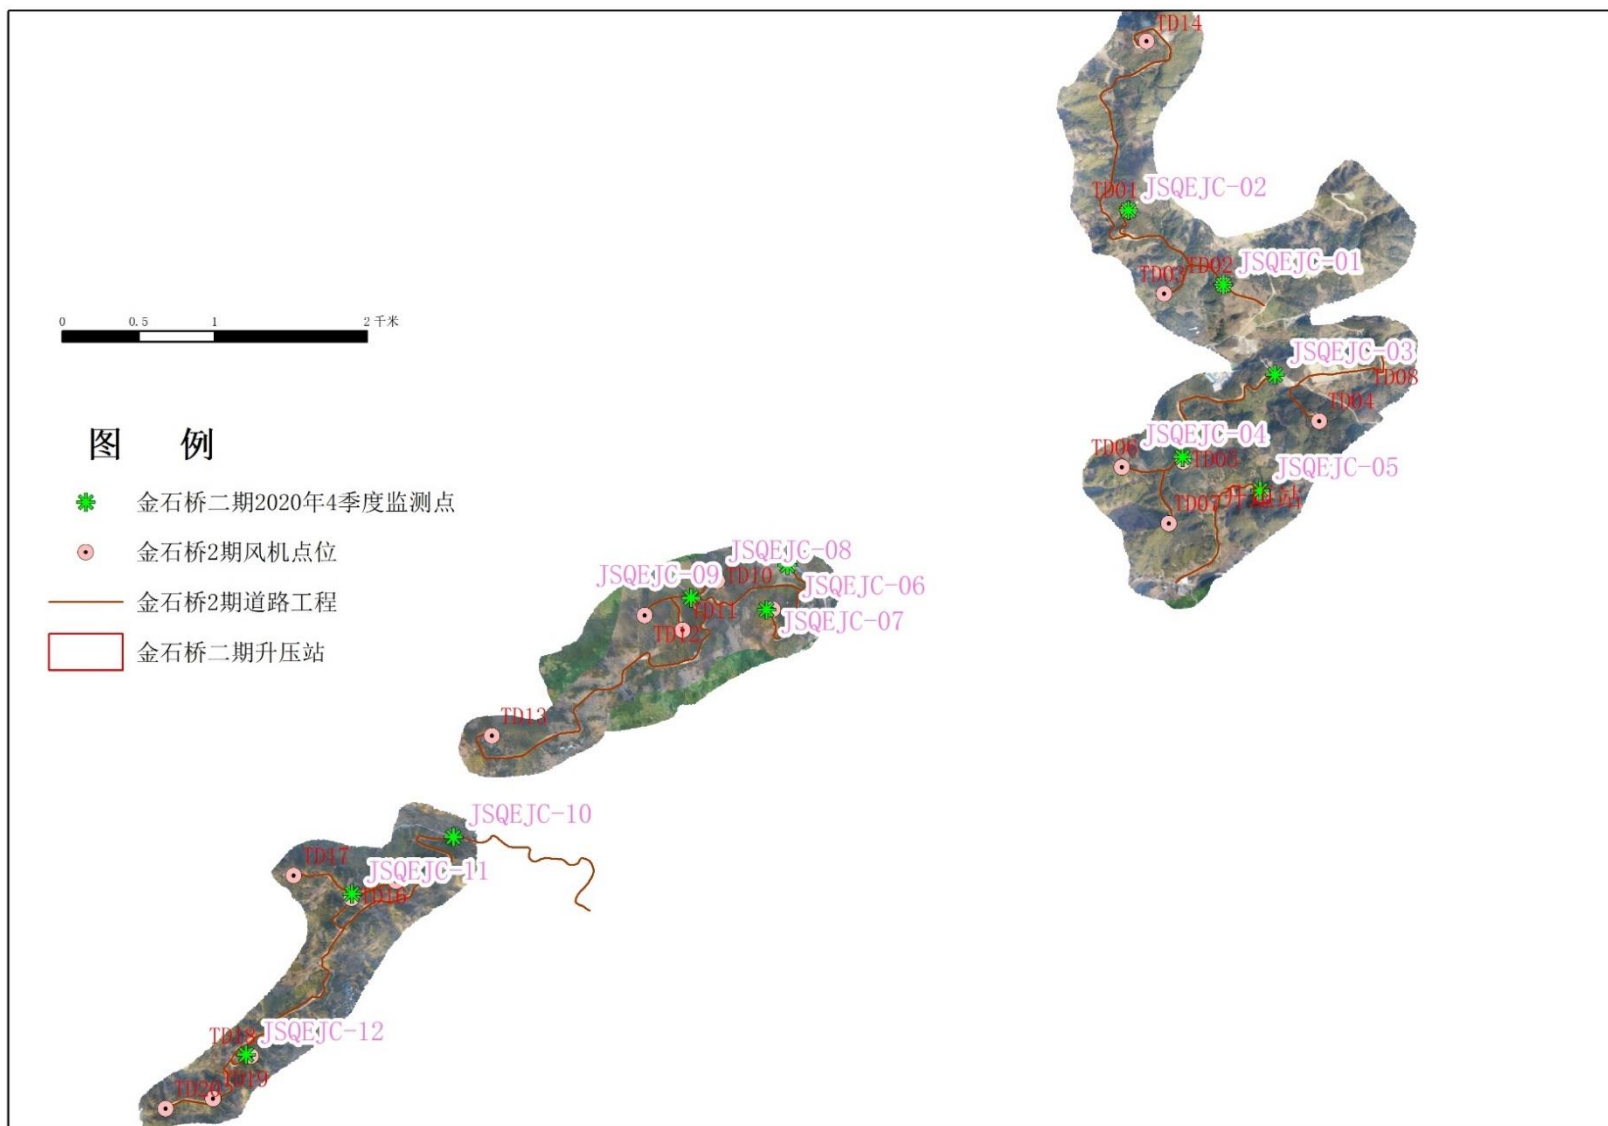 TD14
TD01
JSQEJC-02
TD02
JSQEJC-01
TD03
0
0.5
1
2 千米
JSQEJC-03
TD08
TD04
图 例
JSQEJC-04
TD06
TD05
JSQEJC-05
金石桥二期2020年4季度监测点
升压站
TD07
金石桥2期风机点位
JSQEJC-08
JSQEJC-09
TD10
JSQEJC-06
金石桥2期道路工程
TD11
JSQEJC-07
TD12
金石桥二期升压站
TD13
JSQEJC-10
TD17
JSQEJC-11
TD16
TD18
JSQEJC-12
TD19
TD20